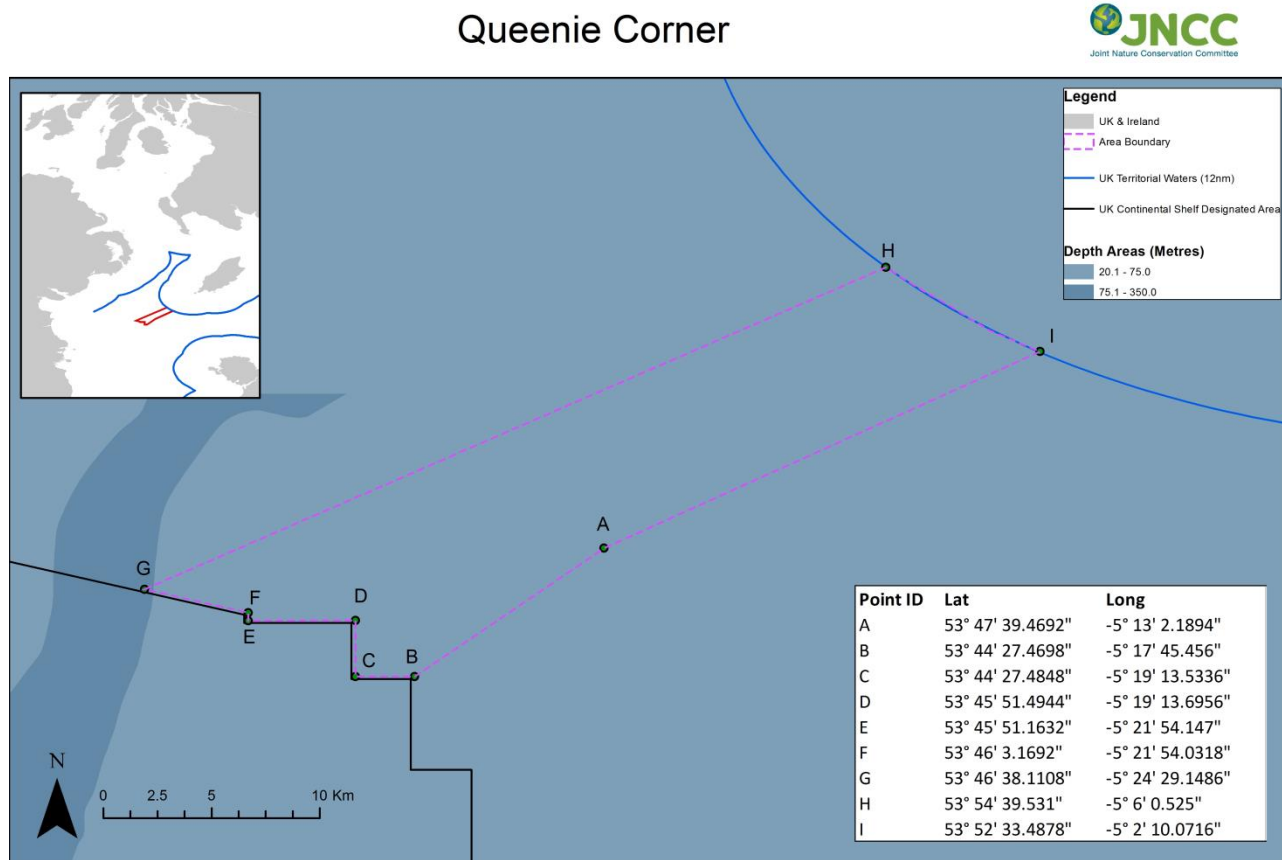 Queenie Corner
JNCC
Joint Nature Conservation Committee
Legend
UK & Ireland
Area Boundary
UK Territorial Waters (12nm)
UK Continental Shelf Designated Area
Depth Areas (Metres)
20.1 - 75.0
75.1 - 350.0
H
I
A
G
F
D
E
C
B
N
0 2.5 5 10 Km
Point ID Lat Long
A 53° 47' 39.4692" -5° 13' 2.1894"
B 53° 44' 27.4698" -5° 17' 45.456"
C 53° 44' 27.4848" -5° 19' 13.5336"
D 53° 45' 51.4944" -5° 19' 13.6956"
E 53° 45' 51.1632" -5° 21' 54.147"
F 53° 46' 3.1692" -5° 21' 54.0318"
G 53° 46' 38.1108" -5° 24' 29.1486"
H 53° 54' 39.531" -5° 6' 0.525"
I 53° 52' 33.4878" -5° 2' 10.0716"